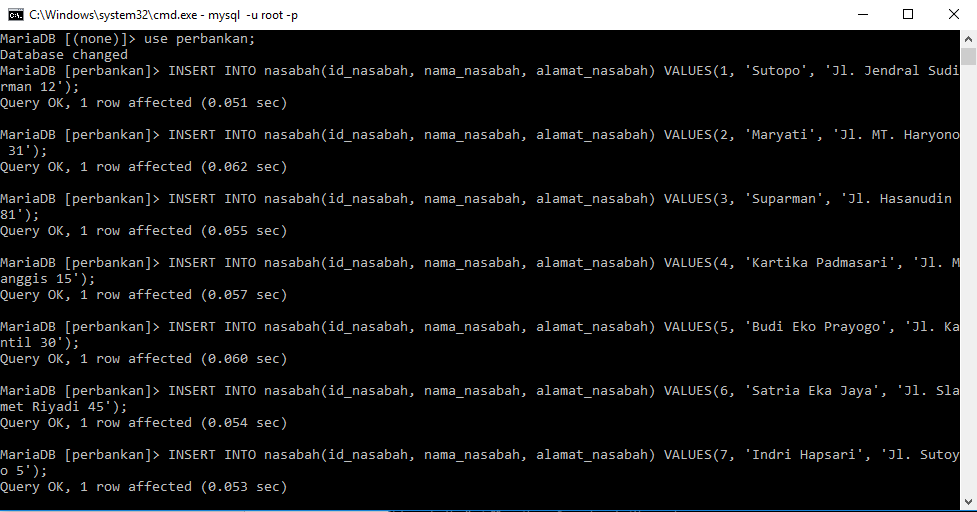 C:\Windows\system32\cmd.exe - mysql  -u root -p
MariaDB [(none)]> use perbankan;
Database changed
MariaDB [perbankan]> INSERT INTO nasabah(id_nasabah, nama_nasabah, alamat_nasabah) VALUES(1, 'Sutopo', 'Jl. Jendral Sudi
rman 12');
Query OK, 1 row affected (0.051 sec)
MariaDB [perbankan]> INSERT INTO nasabah(id_nasabah, nama_nasabah, alamat_nasabah) VALUES(2, 'Maryati', 'Jl. MT. Haryono
 31');
Query OK, 1 row affected (0.062 sec)
MariaDB [perbankan]> INSERT INTO nasabah(id_nasabah, nama_nasabah, alamat_nasabah) VALUES(3, 'Suparman', 'Jl. Hasanudin
81');
Query OK, 1 row affected (0.055 sec)
MariaDB [perbankan]> INSERT INTO nasabah(id_nasabah, nama_nasabah, alamat_nasabah) VALUES(4, 'Kartika Padmasari', 'Jl. M
anggis 15');
Query OK, 1 row affected (0.057 sec)
MariaDB [perbankan]> INSERT INTO nasabah(id_nasabah, nama_nasabah, alamat_nasabah) VALUES(5, 'Budi Eko Prayogo', 'Jl. Ka
ntil 30');
Query OK, 1 row affected (0.060 sec)
MariaDB [perbankan]> INSERT INTO nasabah(id_nasabah, nama_nasabah, alamat_nasabah) VALUES(6, 'Satria Eka Jaya', 'Jl. Sla
met Riyadi 45');
Query OK, 1 row affected (0.054 sec)
MariaDB [perbankan]> INSERT INTO nasabah(id_nasabah, nama_nasabah, alamat_nasabah) VALUES(7, 'Indri Hapsari', 'Jl. Sutoy
o 5');
Query OK, 1 row affected (0.053 sec)